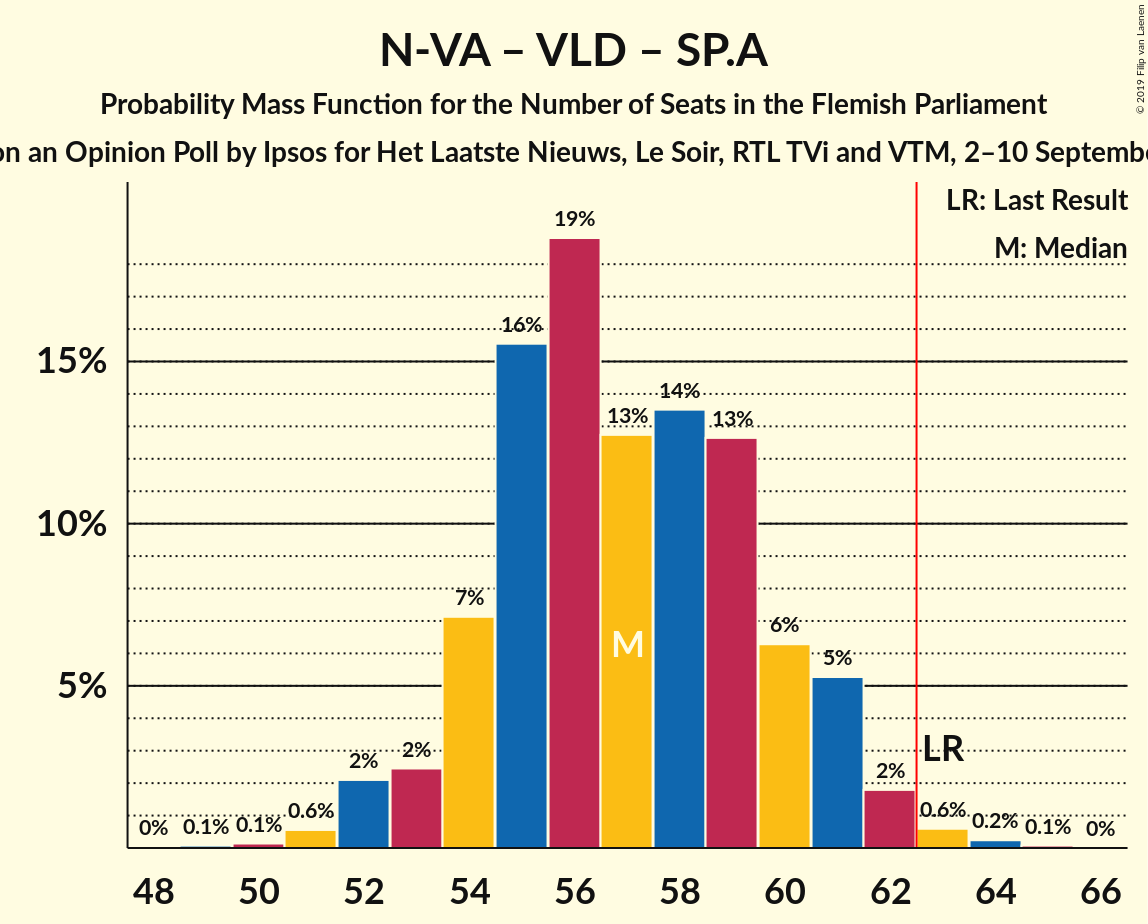 N-VA – VLD – SP.A
Probability Mass Function for the Number of Seats in the Flemish Parliament
on an Opinion Poll by Ipsos for Het Laatste Nieuws, Le Soir, RTL TVi and VTM, 2–10
© 2019 Filip van Laenen
LR: Last Result
M: Median
19%
16%
15%
14%
13%
13%
10%
7%
M
6%
5%
5%
LR
2%
2%
2%
0.6%
0.6%
0% 0.1% 0.1% 0.2% 0.1% 0%
48 50 52 54 56 58 60 62 64 66